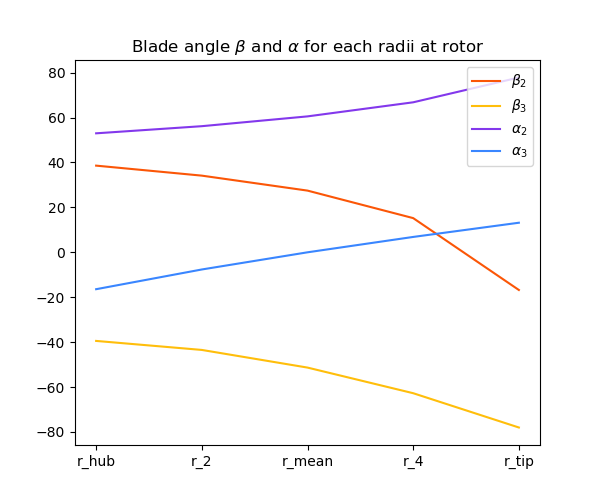 Blade angle β and α for each radii at rotor
80
60
40
20
0
−20
−40
−60
−80
r_hub
r_2
r_mean
r_4
r_tip
β₂
β₃
α₂
α₃